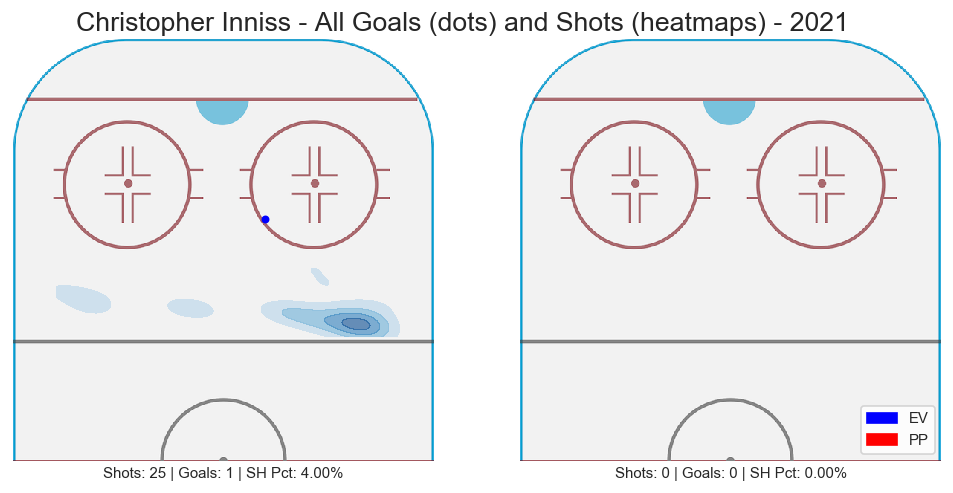 Christopher Inniss - All Goals (dots) and Shots (heatmaps) - 2021
EV
PP
Shots: 25 | Goals: 1 | SH Pct: 4.00%
Shots: 0 | Goals: 0 | SH Pct: 0.00%